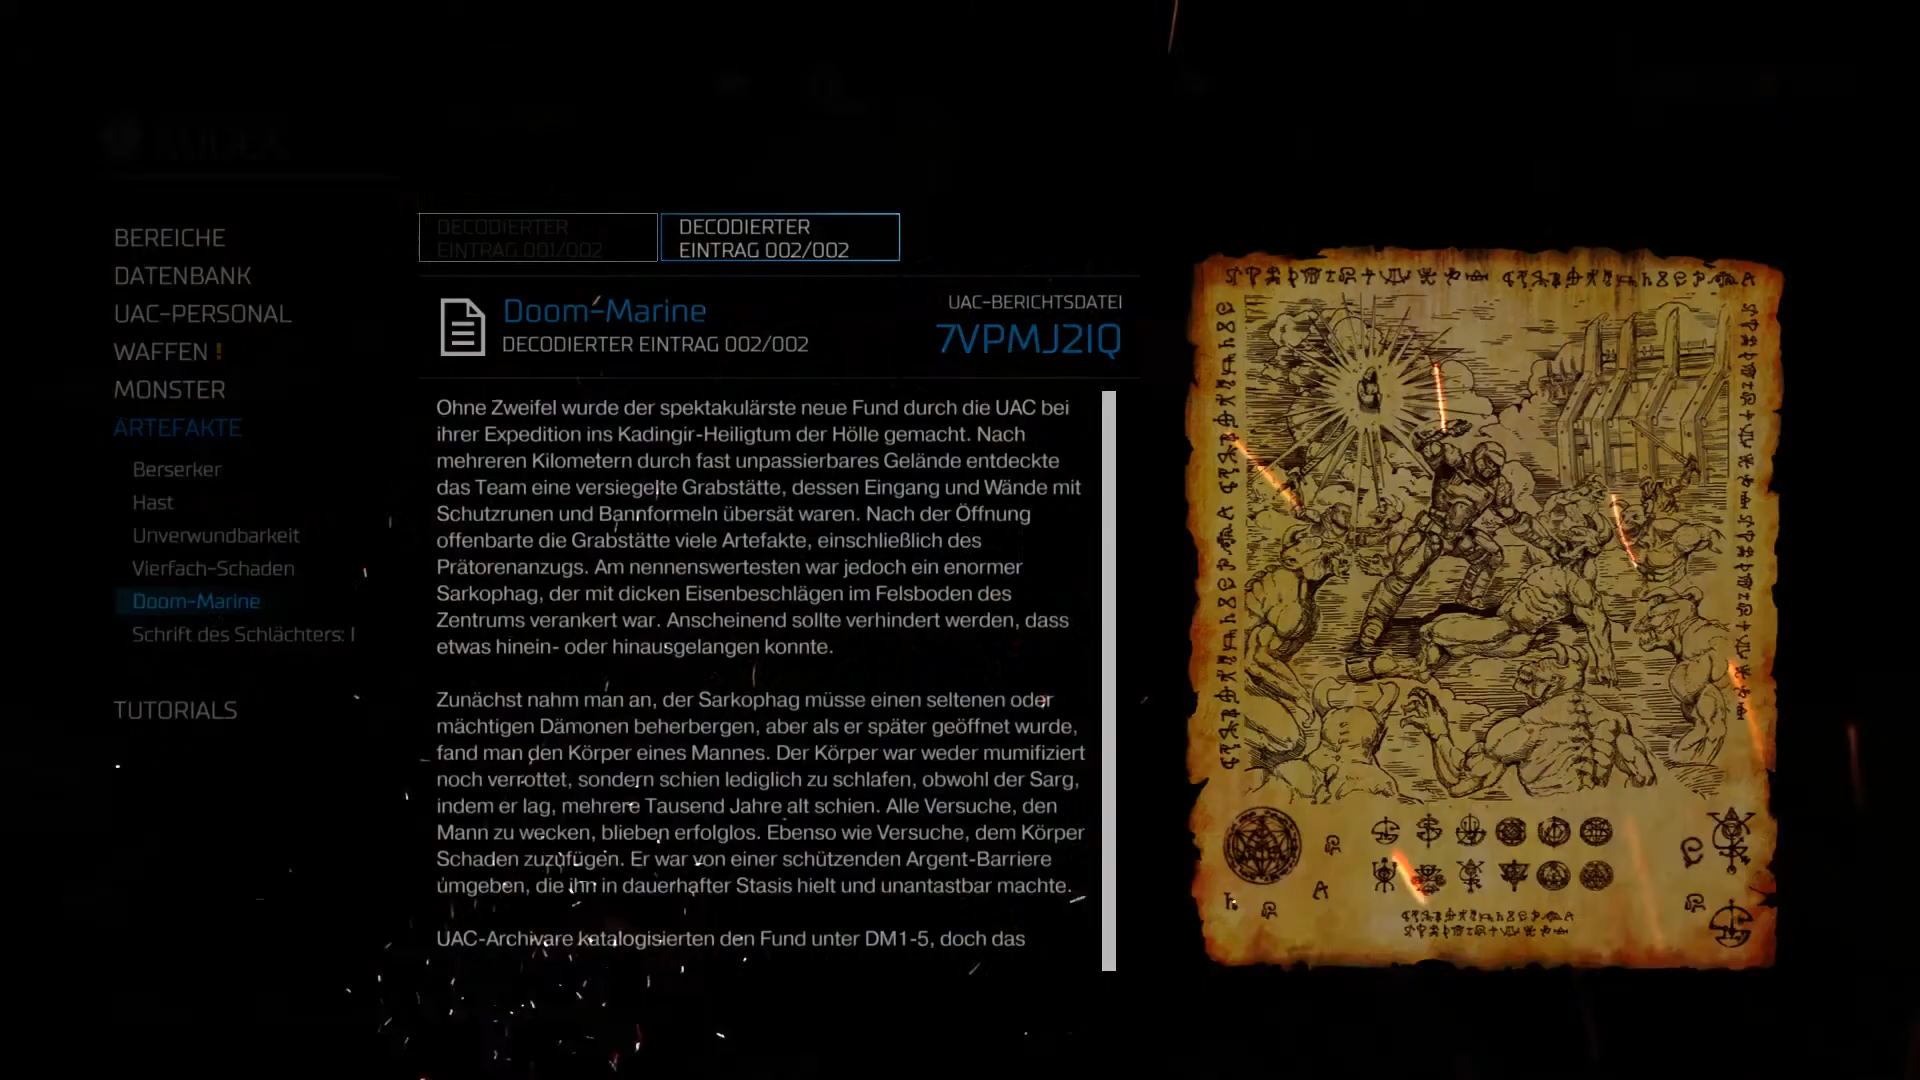 KODEX
BEREICHE
DATENBANK
UAC-PERSONAL
WAFFEN !
MONSTER
ARTEFAKTE
Berserker
Hast
Unverwundbarkeit
Vierfach-Schaden
Doom-Marine
Schrift des Schlächters: I
TUTORIALS
DECODIERTER
EINTRAG 001/002
DECODIERTER
EINTRAG 002/002
Doom-Marine
DECODIERTER EINTRAG 002/002
UAC-BERICHTSDATEI
7VPMJ2IQ
Ohne Zweifel wurde der spektakulärste neue Fund durch die UAC bei
ihrer Expedition ins Kadingir-Heiligtum der Hölle gemacht. Nach
mehreren Kilometern durch fast unpassierbares Gelände entdeckte
das Team eine versiegelte Grabstätte, dessen Eingang und Wände mit
Schutzrunen und Bannformeln übersät waren. Nach der Öffnung
offenbarte die Grabstätte viele Artefakte, einschließlich des
Prätorenanzugs. Am nennenswertesten war jedoch ein enormer
Sarkophag, der mit dicken Eisenbeschlägen im Felsboden des
Zentrums verankert war. Anscheinend sollte verhindert werden, dass
etwas hinein- oder hinausgelangen konnte.
Zunächst nahm man an, der Sarkophag müsse einen seltenen oder
mächtigen Dämonen beherbergen, aber als er später geöffnet wurde,
fand man den Körper eines Mannes. Der Körper war weder mumifiziert
noch verrottet, sondern schien lediglich zu schlafen, obwohl der Sarg,
indem er lag, mehrere Tausend Jahre alt schien. Alle Versuche, den
Mann zu wecken, blieben erfolglos. Ebenso wie Versuche, dem Körper
Schaden zuzufügen. Er war von einer schützenden Argent-Barriere
umgeben, die ihn in dauerhafter Stasis hielt und unantastbar machte.
UAC-Archivare katalogisierten den Fund unter DM1-5, doch das